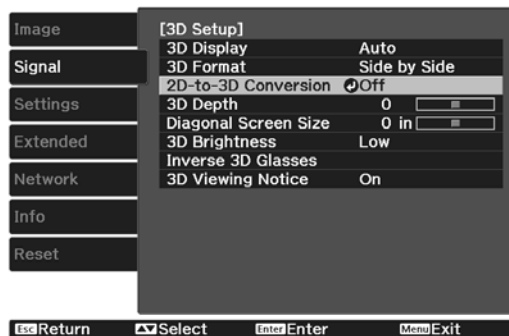 Image
Signal
Settings
Extended
Network
Info
Reset
[3D Setup]
3D Display Auto
3D Format Side by Side
2D-to-3D Conversion Off
3D Depth 0
Diagonal Screen Size 0 in
3D Brightness Low
Inverse 3D Glasses
3D Viewing Notice On
Esc Return Select Enter Enter Menu Exit